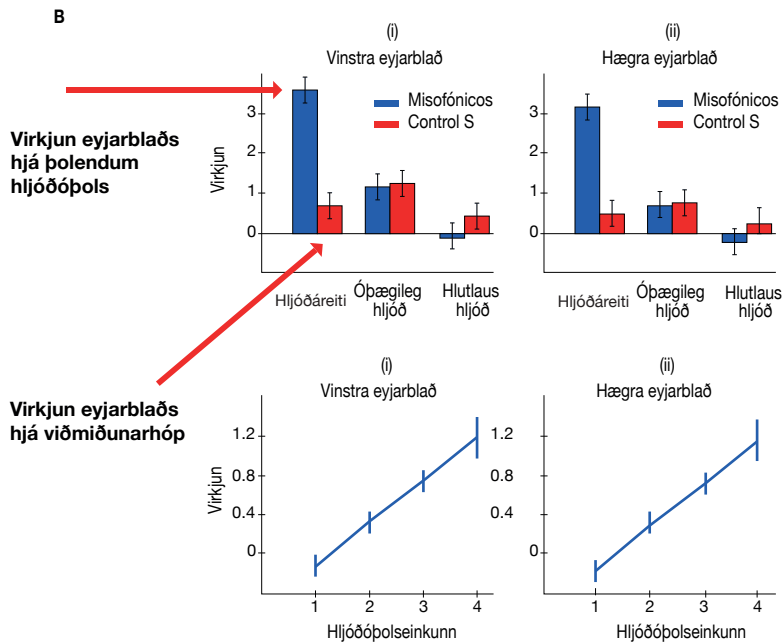 B
(i)
Vinstra eyjarblað
(ii)
Hægra eyjarblað
Virkjun eyjarblaðs
hjá þolendum
hljóðóþols
Virkjun
3
2
1
0
Misofónicos
Control S
3
2
1
0
Misofónicos
Control S
Hljóðáreiti
Óþægileg
hljóð
Hlutlaus
hljóð
Hljóðáreiti
Óþægileg
hljóð
Hlutlaus
hljóð
Virkjun eyjarblaðs
hjá viðmiðunarhóp
(i)
Vinstra eyjarblað
(ii)
Hægra eyjarblað
Virkjun
1.2
0.8
0.4
0
1 2 3 4
Hljóðóþolseinkunn
1.2
0.8
0.4
0
1 2 3 4
Hljóðóþolseinkunn